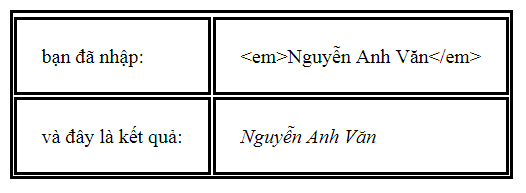 bạn đã nhập: <em>Nguyễn Anh Văn</em>
và đây là kết quả: Nguyễn Anh Văn